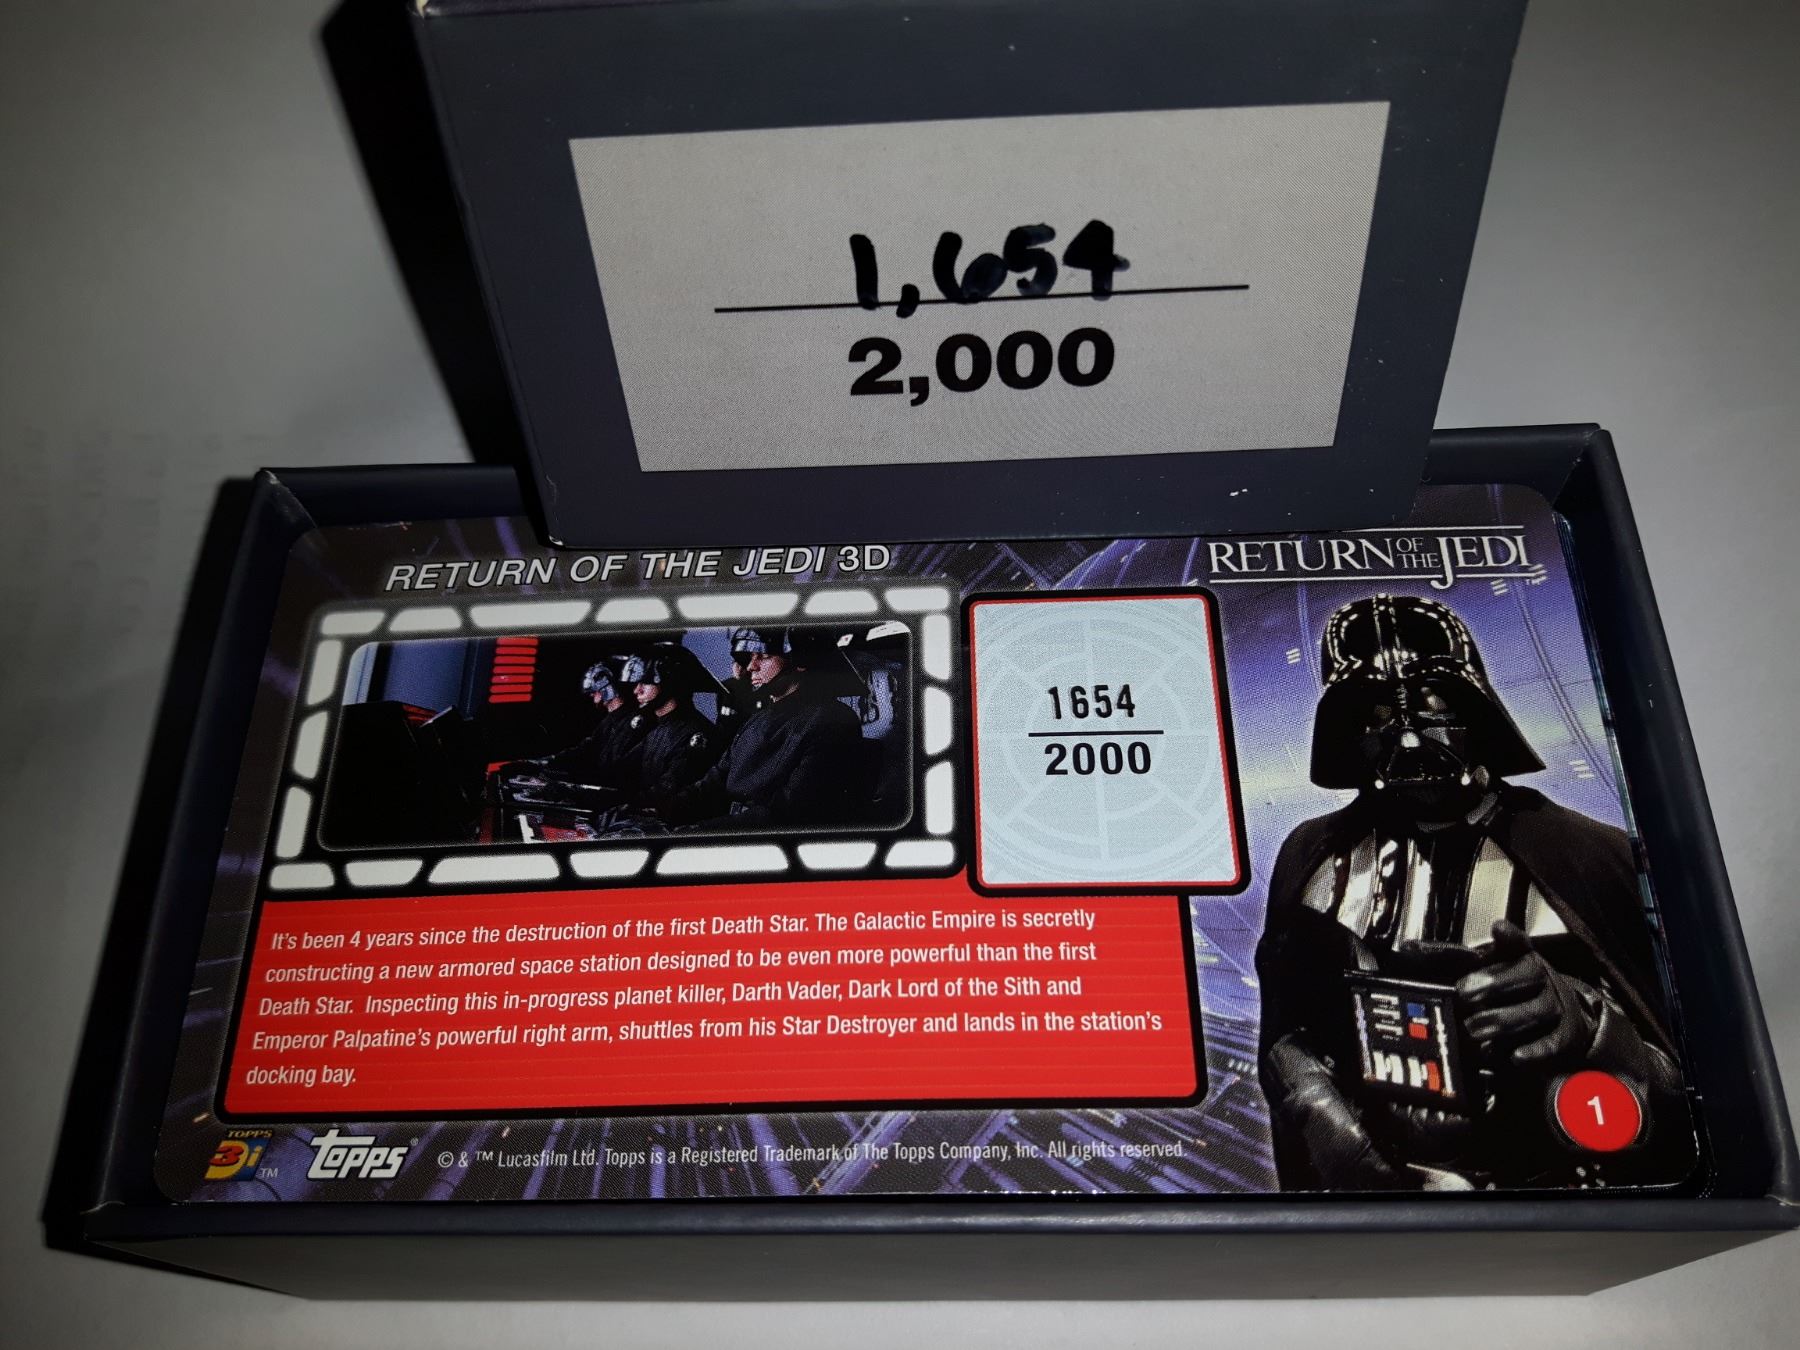 1,654
2,000
RETURN OF THE JEDI 3D
RETURN OF THE JEDI
TM
1654
2000
It's been 4 years since the destruction of the first Death Star. The Galactic Empire is secretly
constructing a new armored space station designed to be even more powerful than the first
Death Star. Inspecting this in-progress planet killer, Darth Vader, Dark Lord of the Sith and
Emperor Palpatine's powerful right arm, shuttles from his Star Destroyer and lands in the station's
docking bay.
1
TOPPS
3i TM
Topps®
© & ™ Lucasfilm Ltd. Topps is a Registered Trademark of The Topps Company, Inc. All rights reserved.